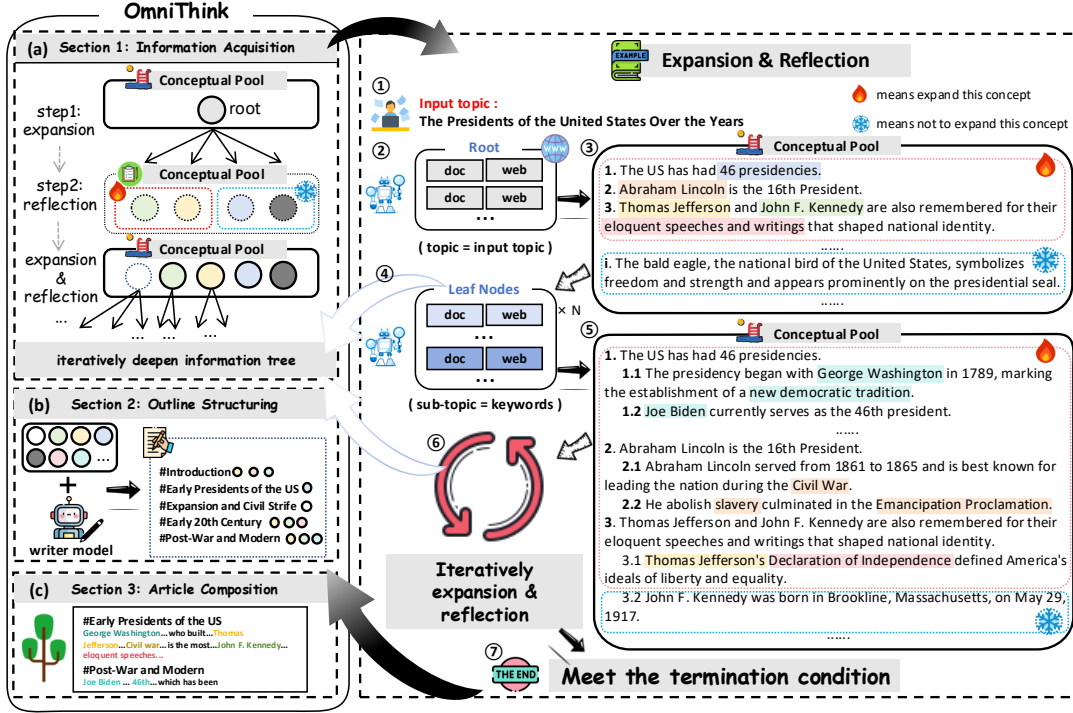 OmniThink
(a) Section 1: Information Acquisition
Conceptual Pool
root
step1:
expansion
Conceptual Pool
step2:
reflection
Conceptual Pool
expansion
&
reflection
...
... ...
...
iteratively deepen information tree
(b) Section 2: Outline Structuring
...
+
writer model
#Introduction
#Early Presidents of the US
#Expansion and Civil Strife
#Early 20th Century
#Post-War and Modern
(c) Section 3: Article Composition
#Early Presidents of the US
George Washington...who built...Thomas
Jefferson...Civil war... is the most...John F. Kennedy...
eloquent speeches...
#Post-War and Modern
Joe Biden ... 46th...which has been
EXAMPLE
Expansion & Reflection
means expand this concept
means not to expand this concept
①
Input topic :
The Presidents of the United States Over the Years
②
Root
WWW
doc web
doc web
...
( topic = input topic )
③
Conceptual Pool
1. The US has had 46 presidencies.
2. Abraham Lincoln is the 16th President.
3. Thomas Jefferson and John F. Kennedy are also remembered for their
eloquent speeches and writings that shaped national identity.
......
i. The bald eagle, the national bird of the United States, symbolizes
freedom and strength and appears prominently on the presidential seal.
......
④
Leaf Nodes
doc web
...
doc web
× N
( sub-topic = keywords )
⑤
Conceptual Pool
1. The US has had 46 presidencies.
1.1 The presidency began with George Washington in 1789, marking
the establishment of a new democratic tradition.
1.2 Joe Biden currently serves as the 46th president.
......
2. Abraham Lincoln is the 16th President.
2.1 Abraham Lincoln served from 1861 to 1865 and is best known for
leading the nation during the Civil War.
2.2 He abolish slavery culminated in the Emancipation Proclamation.
3. Thomas Jefferson and John F. Kennedy are also remembered for their
eloquent speeches and writings that shaped national identity.
3.1 Thomas Jefferson's Declaration of Independence defined America's
ideals of liberty and equality.
3.2 John F. Kennedy was born in Brookline, Massachusetts, on May 29,
1917.
......
⑥
Iteratively
expansion &
reflection
⑦
THE END
Meet the termination condition